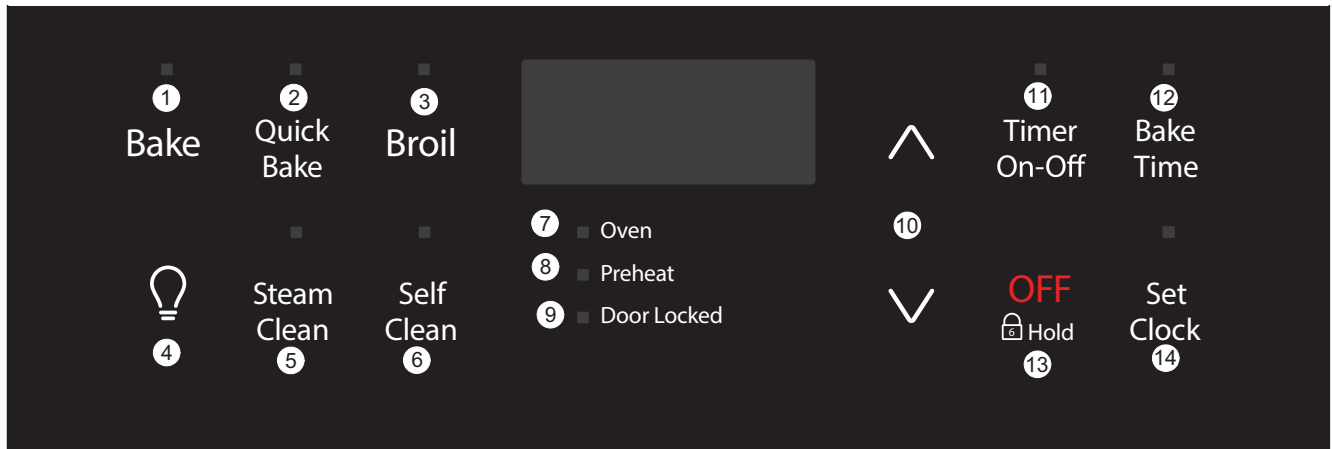 1
Bake
2
Quick
Bake
3
Broil
11
Timer
On-Off
12
Bake
Time
7
Oven
8
Preheat
9
Door Locked
10
4
Steam
Clean
5
Self
Clean
6
OFF
6
Hold
13
Set
Clock
14